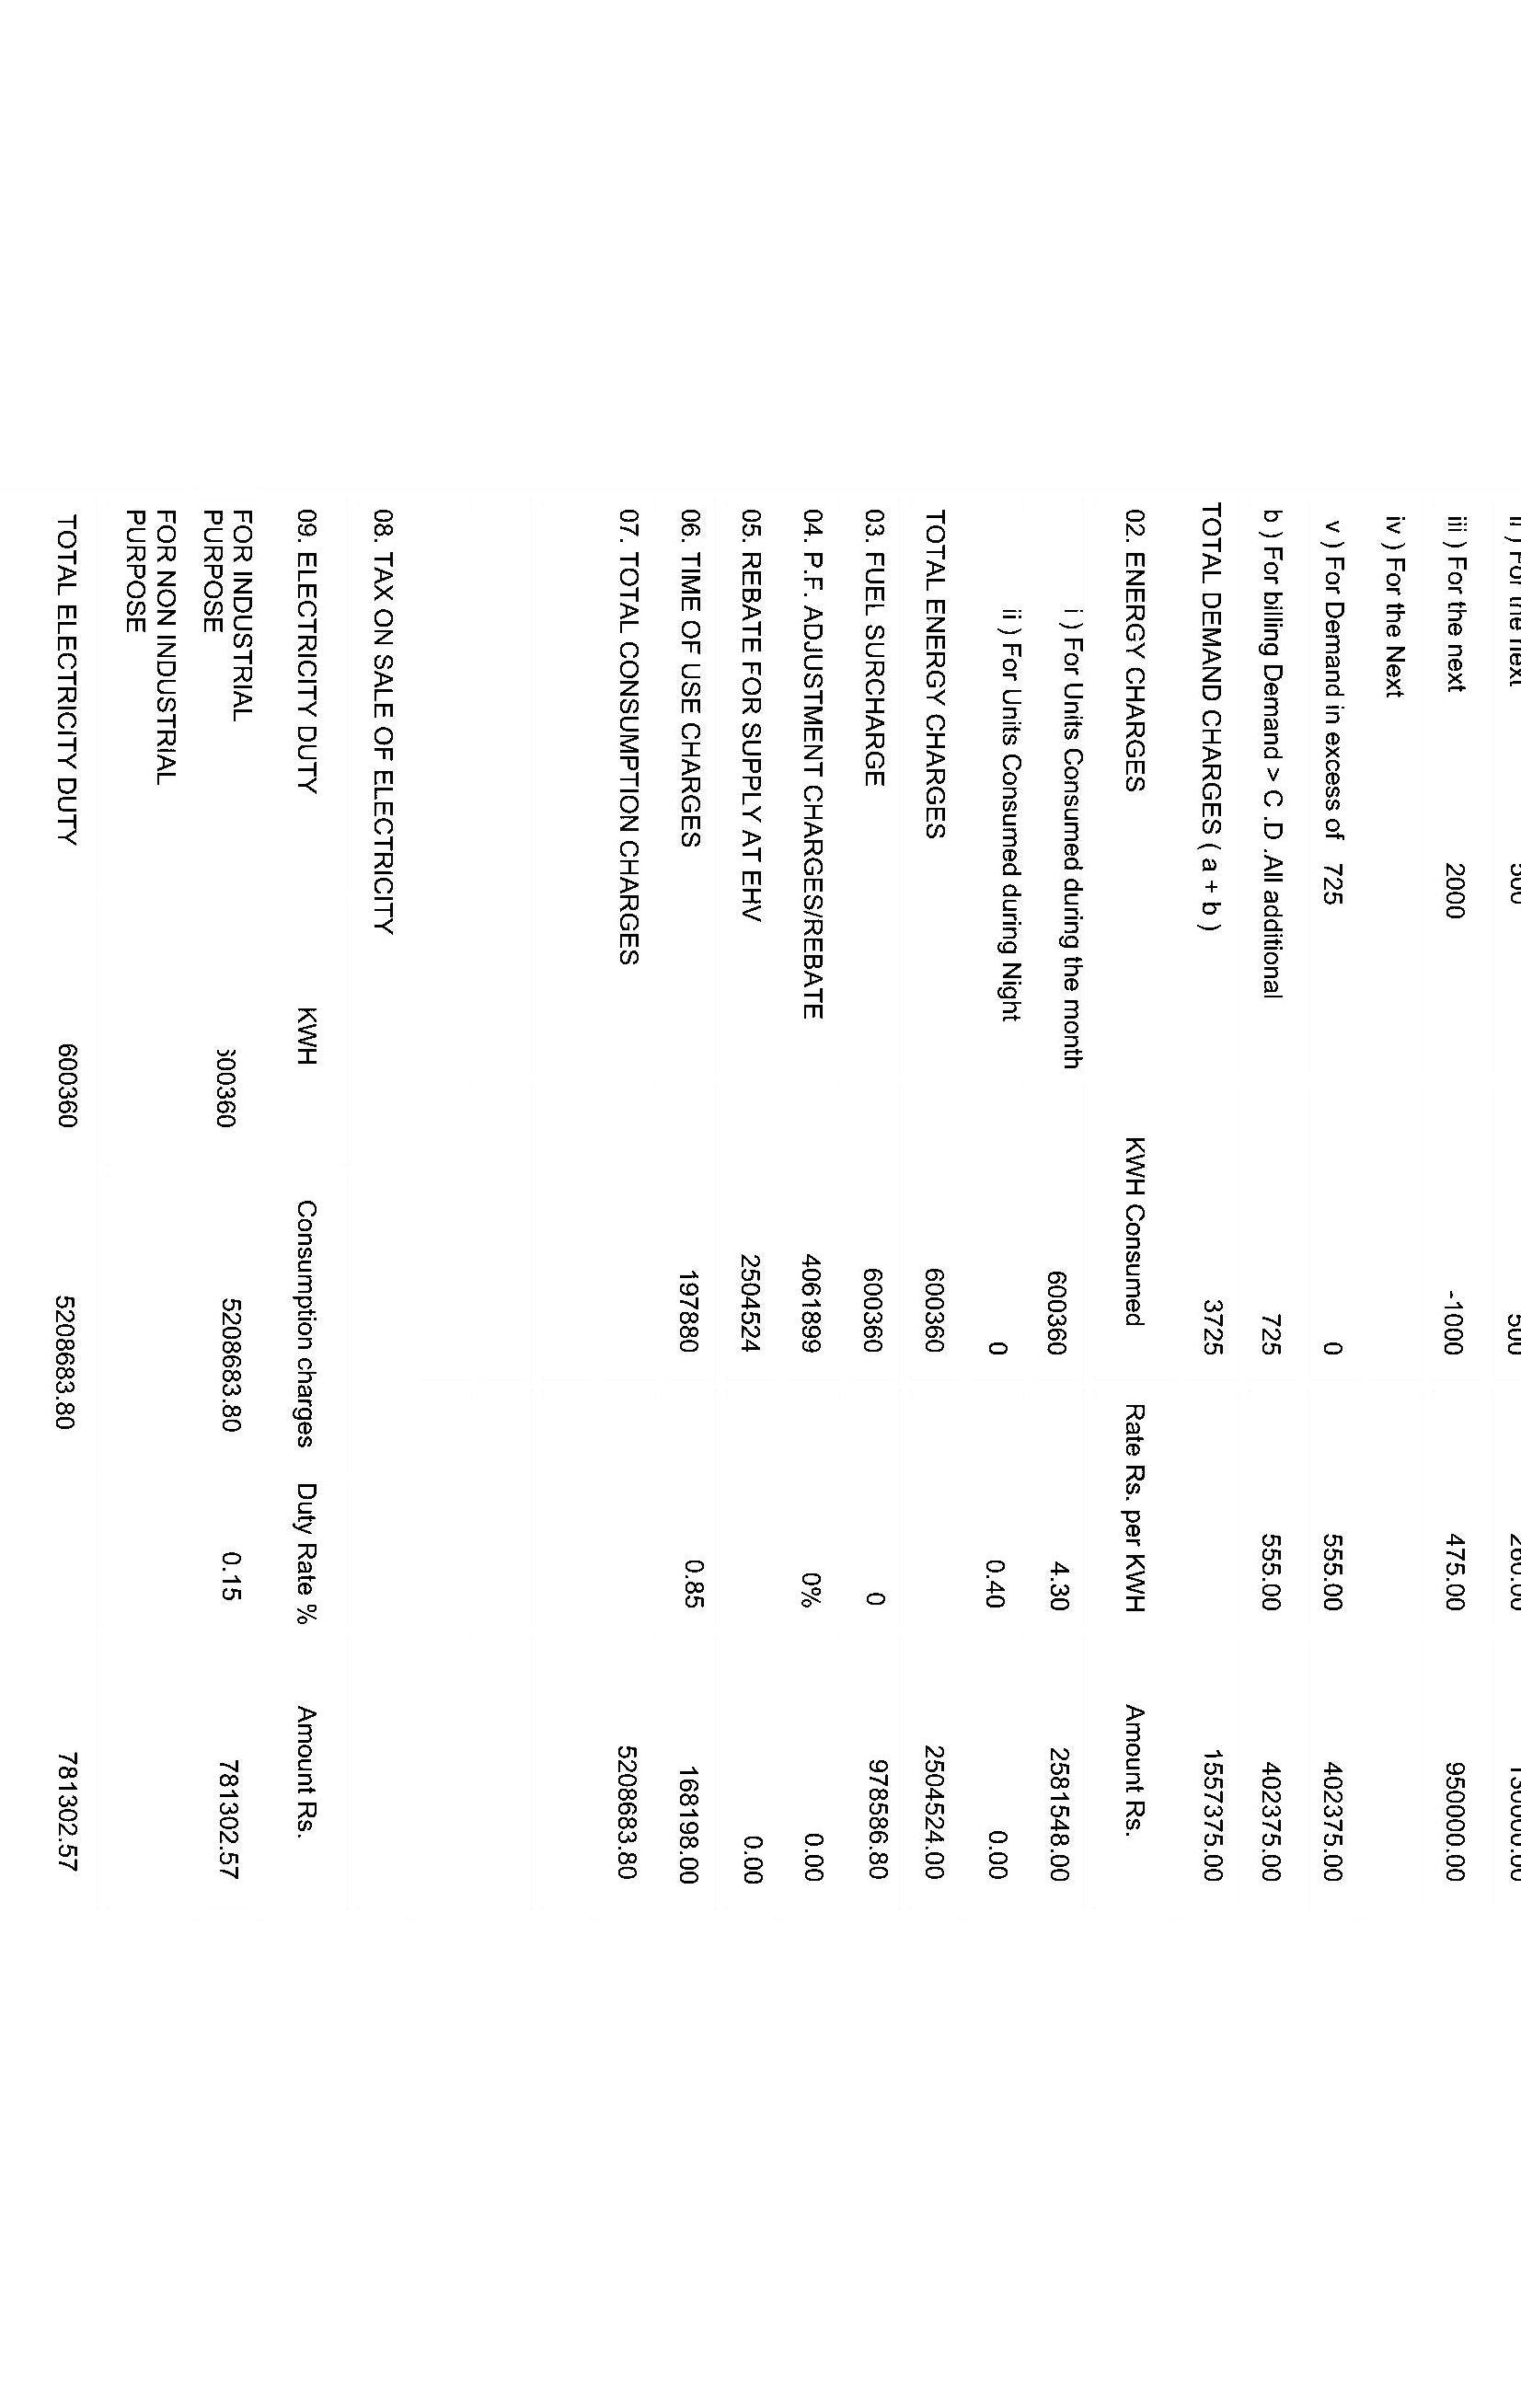 ii ) For the next 500 500 260.00 130000.00
iii ) For the next 2000 -1000 475.00 950000.00
iv ) For the Next
v ) For Demand in excess of 725 0 555.00 402375.00
b ) For billing Demand > C .D .All additional 725 555.00 402375.00
TOTAL DEMAND CHARGES ( a + b ) 3725 1557375.00
02. ENERGY CHARGES KWH Consumed Rate Rs. per KWH Amount Rs.
i ) For Units Consumed during the month 600360 4.30 2581548.00
ii ) For Units Consumed during Night 0 0.40 0.00
TOTAL ENERGY CHARGES 600360 2504524.00
03. FUEL SURCHARGE 600360 0 978586.80
04. P.F. ADJUSTMENT CHARGES/REBATE 4061899 0% 0.00
05. REBATE FOR SUPPLY AT EHV 2504524 0.00
06. TIME OF USE CHARGES 197880 0.85 168198.00
07. TOTAL CONSUMPTION CHARGES 5208683.80
08. TAX ON SALE OF ELECTRICITY
09. ELECTRICITY DUTY KWH Consumption charges Duty Rate % Amount Rs.
FOR INDUSTRIAL
PURPOSE 600360 5208683.80 0.15 781302.57
FOR NON INDUSTRIAL
PURPOSE
TOTAL ELECTRICITY DUTY 600360 5208683.80 781302.57